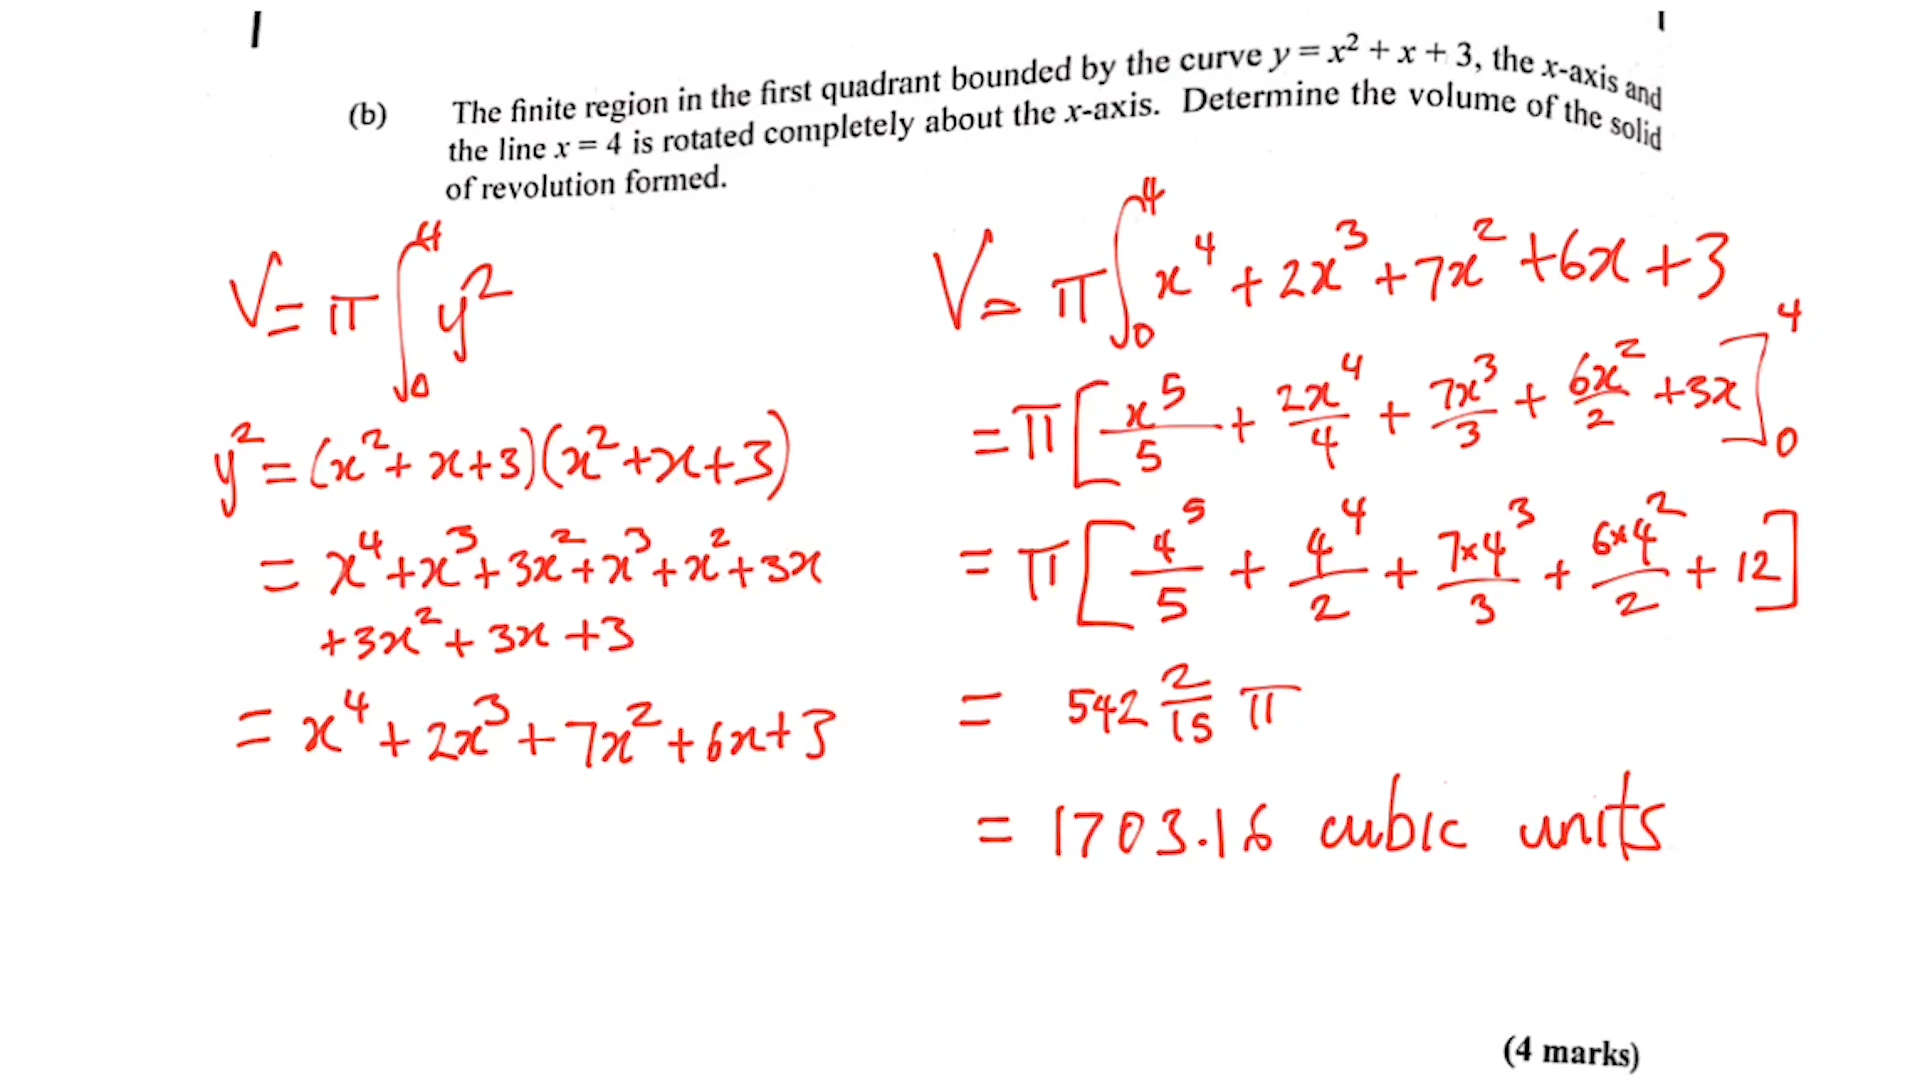 (b) The finite region in the first quadrant bounded by the curve y = x² + x + 3, the x-axis and
the line x = 4 is rotated completely about the x-axis. Determine the volume of the solid
of revolution formed.
V = π∫₀⁴ y²
y² = (x² + x + 3)(x² + x + 3)
= x⁴ + x³ + 3x² + x³ + x² + 3x
+ 3x² + 3x + 3
= x⁴ + 2x³ + 7x² + 6x + 3
V = π∫₀⁴ x⁴ + 2x³ + 7x² + 6x + 3
= π[x⁵/5 + 2x⁴/4 + 7x³/3 + 6x²/2 + 3x]₀⁴
= π[4⁵/5 + 4⁴/2 + 7×4³/3 + 6×4²/2 + 12]
= 542 2/15 π
= 1703.16 cubic units
(4 marks)